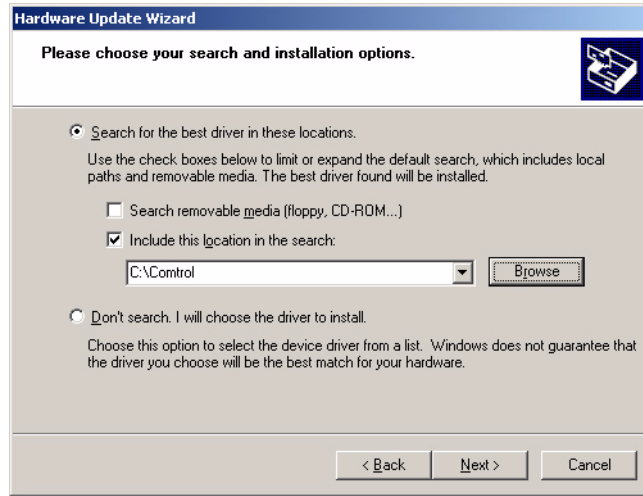 Hardware Update Wizard
Please choose your search and installation options.
Search for the best driver in these locations.
Use the check boxes below to limit or expand the default search, which includes local
paths and removable media. The best driver found will be installed.
Search removable media (floppy, CD-ROM...)
Include this location in the search:
C:\Comtrol
Browse
Don't search. I will choose the driver to install.
Choose this option to select the device driver from a list. Windows does not guarantee that
the driver you choose will be the best match for your hardware.
< Back
Next >
Cancel